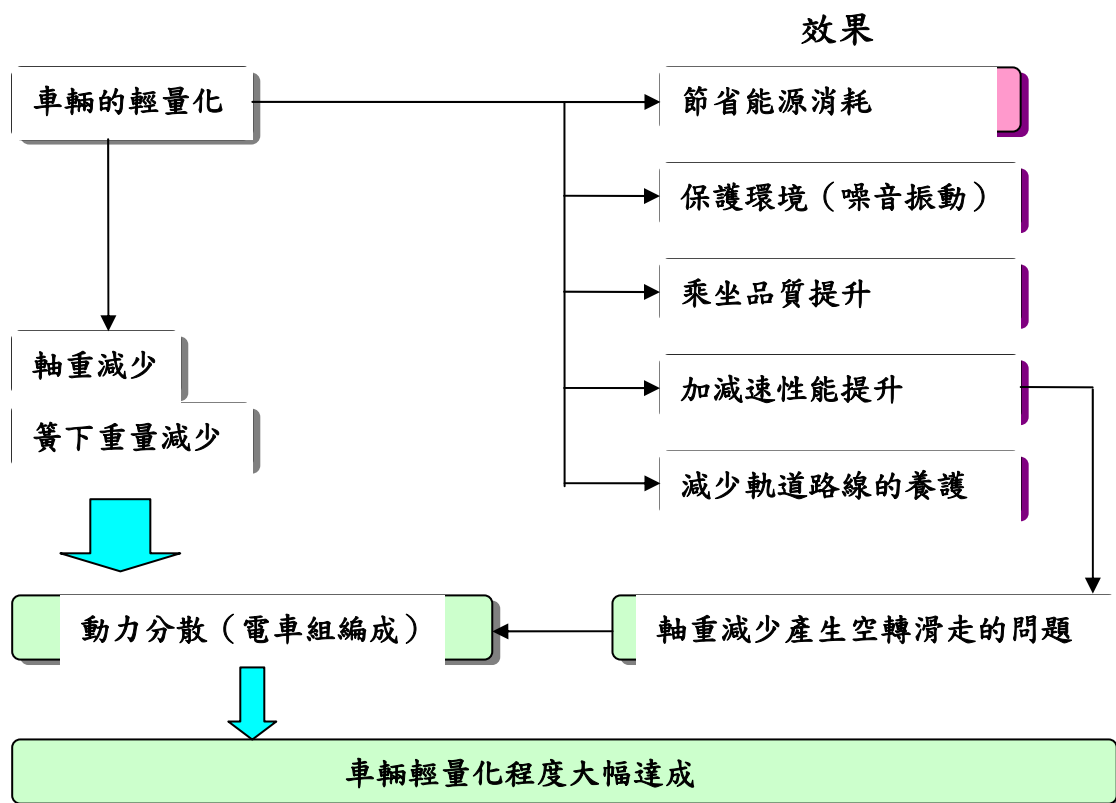 效果
車輛的輕量化
節省能源消耗
保護環境（噪音振動）
乘坐品質提升
軸重減少
加減速性能提升
簧下重量減少
減少軌道路線的養護
動力分散（電車組編成）
軸重減少產生空轉滑走的問題
車輛輕量化程度大幅達成